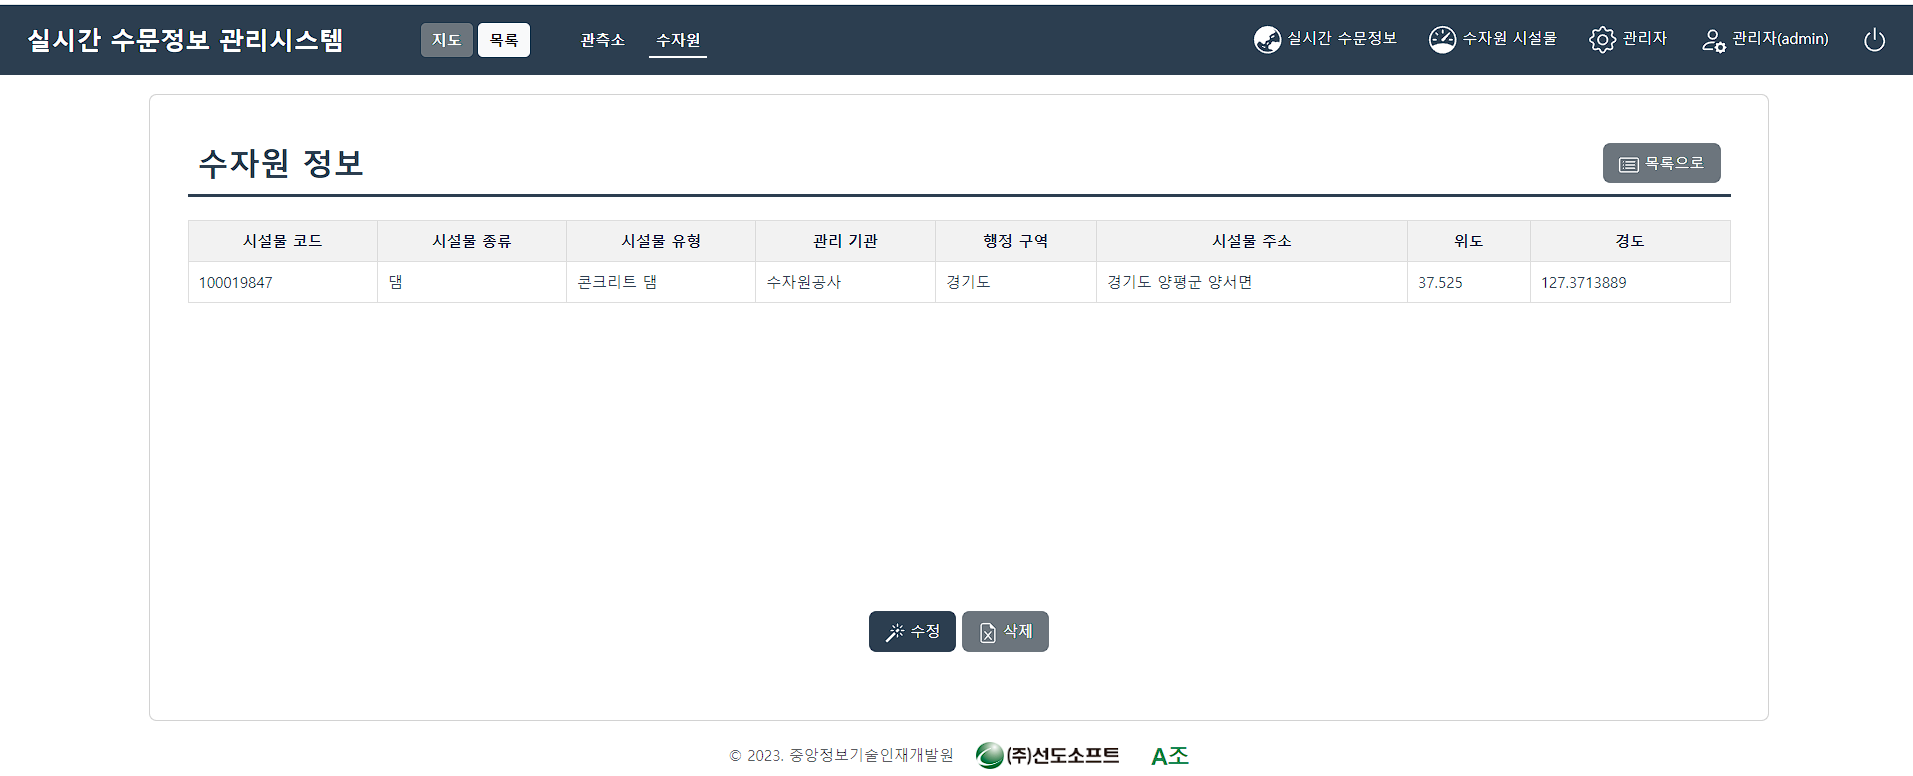 실시간 수문정보 관리시스템 지도 목록 관측소 수자원 실시간 수문정보 수자원 시설물 관리자 관리자(admin)
수자원 정보 목록으로
시설물 코드 시설물 종류 시설물 유형 관리 기관 행정 구역 시설물 주소 위도 경도
100019847 댐 콘크리트 댐 수자원공사 경기도 경기도 양평군 양서면 37.525 127.3713889
수정 삭제
© 2023. 중앙정보기술인재개발원 (주)선도소프트 A조